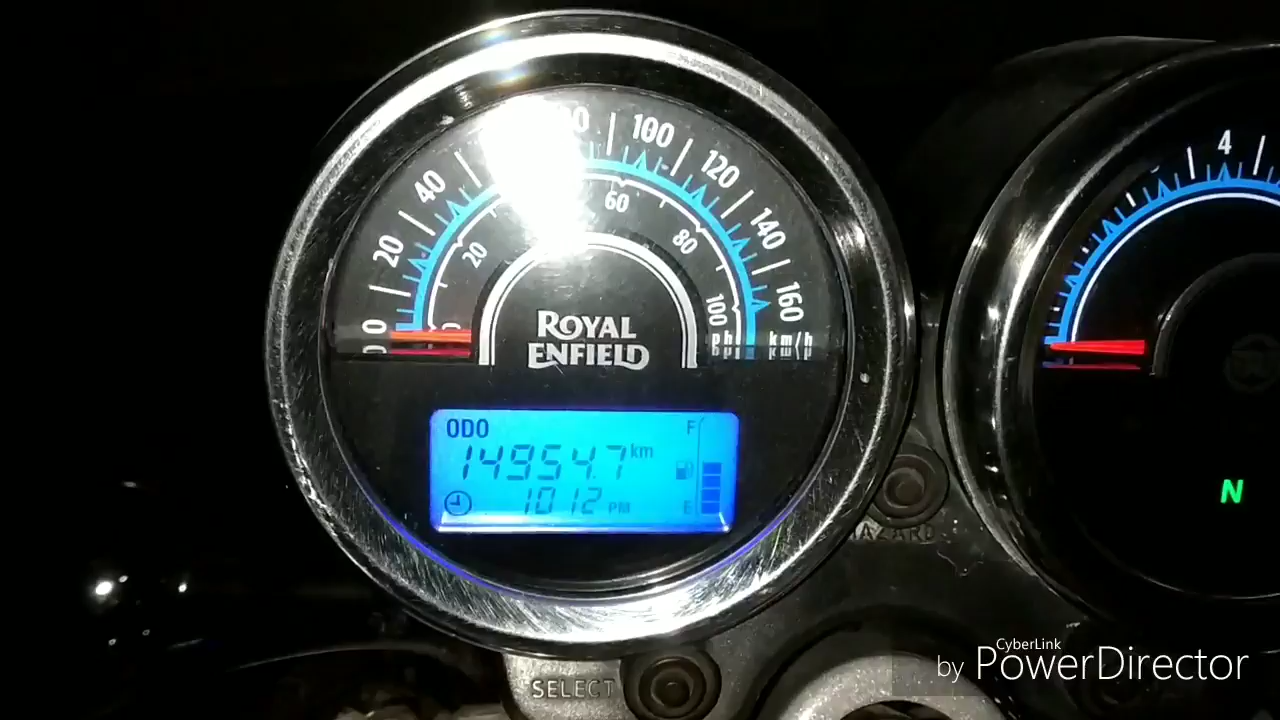 20
40
100
120
140
160
km/h
20
60
80
100
0
ROYAL
ENFIELD
ODO
14954.7 km
F
10 12 PM
E
4
N
HAZARD
SELECT
CyberLink
by PowerDirector